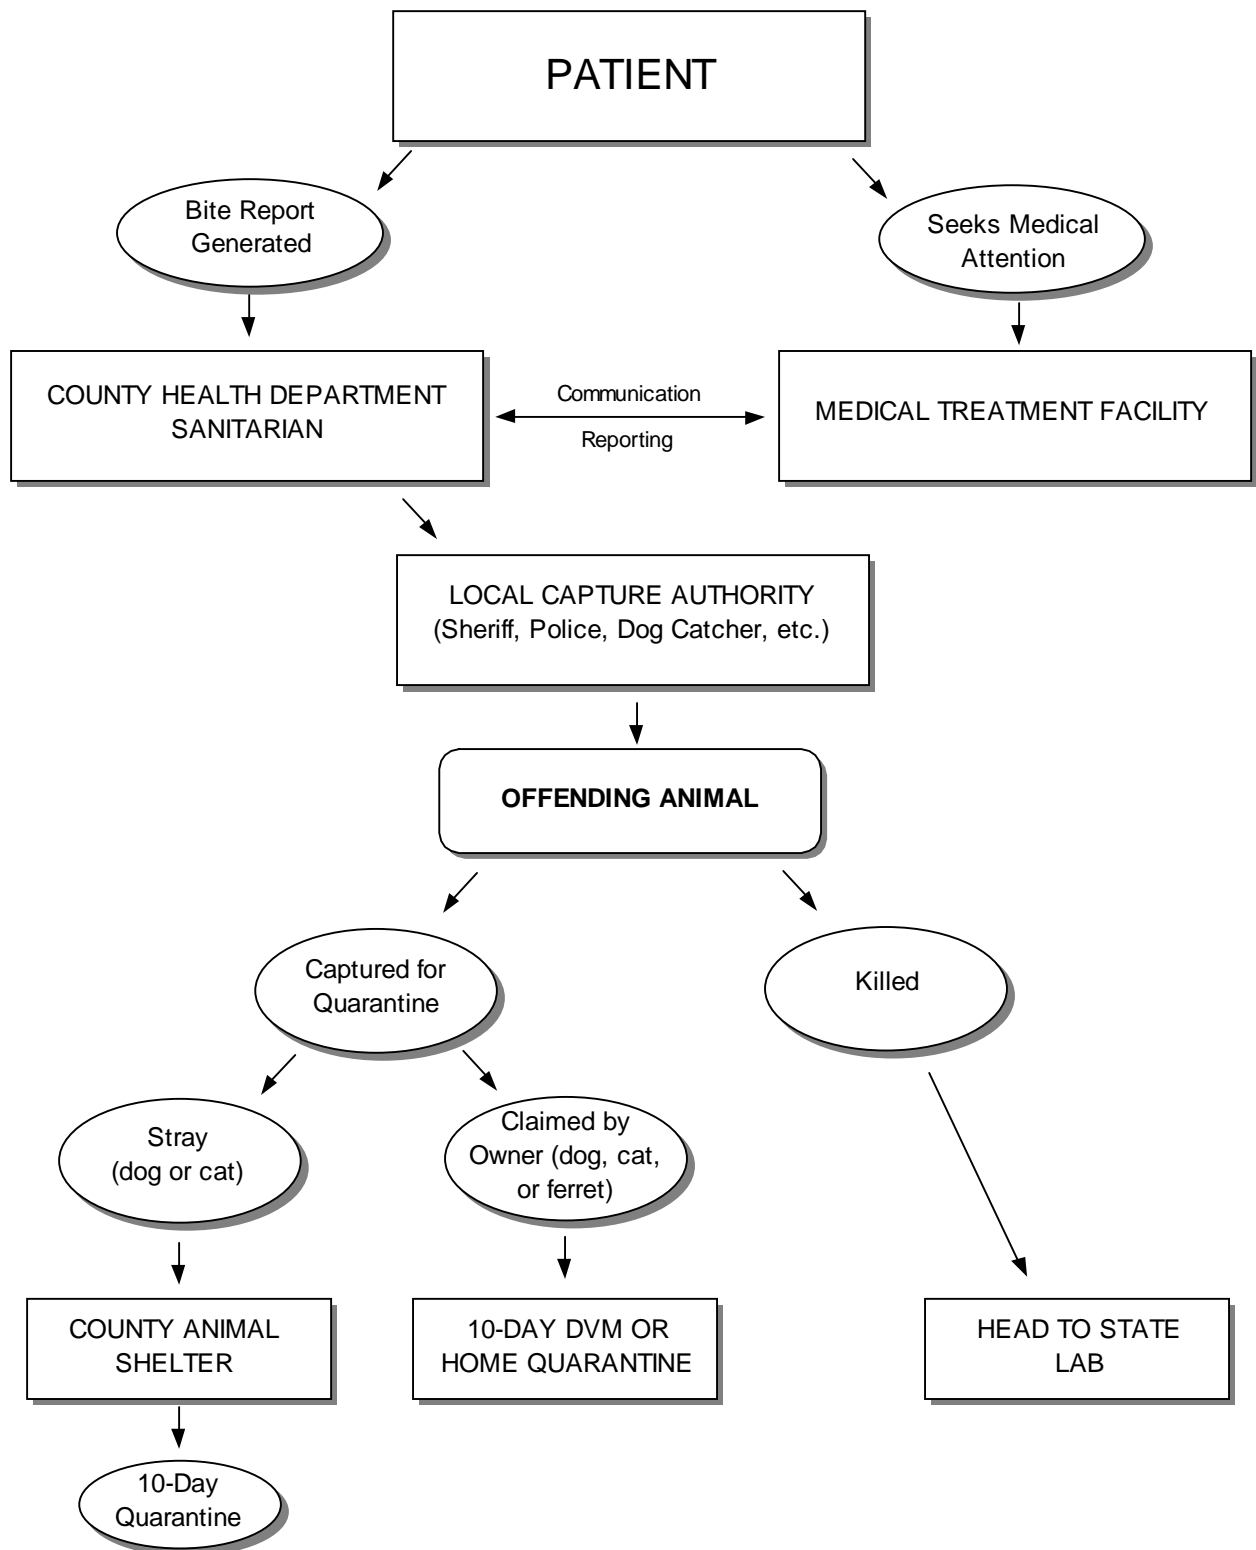 PATIENT
Bite Report
Generated
Seeks Medical
Attention
COUNTY HEALTH DEPARTMENT
SANITARIAN
Communication
Reporting
MEDICAL TREATMENT FACILITY
LOCAL CAPTURE AUTHORITY
(Sheriff, Police, Dog Catcher, etc.)
OFFENDING ANIMAL
Captured for
Quarantine
Killed
Stray
(dog or cat)
Claimed by
Owner (dog, cat,
or ferret)
COUNTY ANIMAL
SHELTER
10-DAY DVM OR
HOME QUARANTINE
HEAD TO STATE
LAB
10-Day
Quarantine